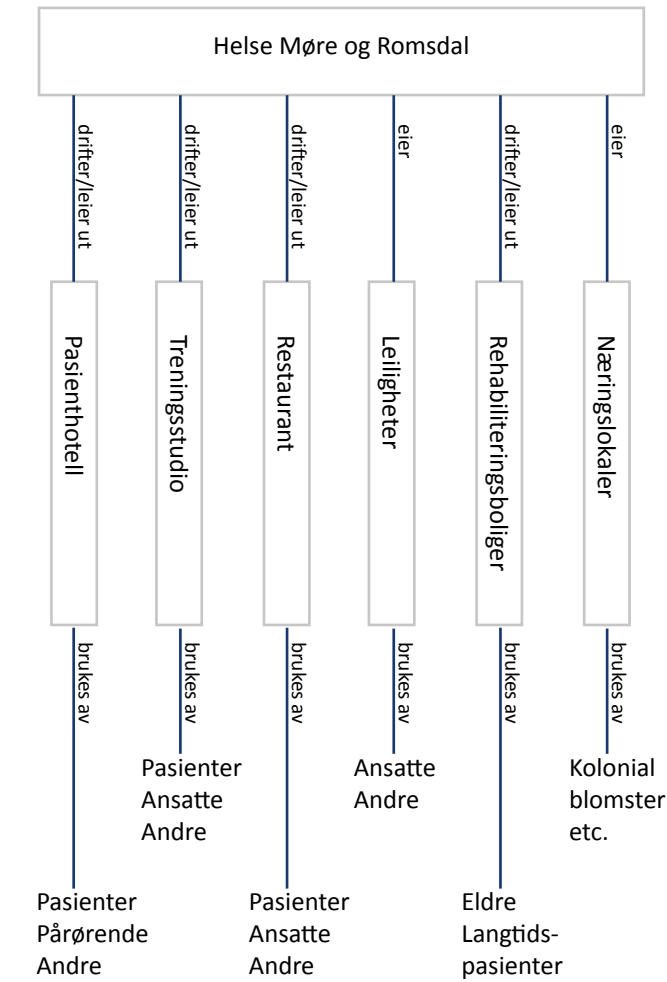 Helse Møre og Romsdal
drifter/leier ut
drifter/leier ut
drifter/leier ut
eier
drifter/leier ut
eier
Pasienthotell
Treningsstudio
Restaurant
Leiligheter
Rehabiliteringsboliger
Næringslokaler
brukes av
brukes av
brukes av
brukes av
brukes av
brukes av
Pasienter
Ansatte
Andre
Ansatte
Andre
Kolonial
blomster
etc.
Pasienter
Pårørende
Andre
Pasienter
Ansatte
Andre
Eldre
Langtids-
pasienter